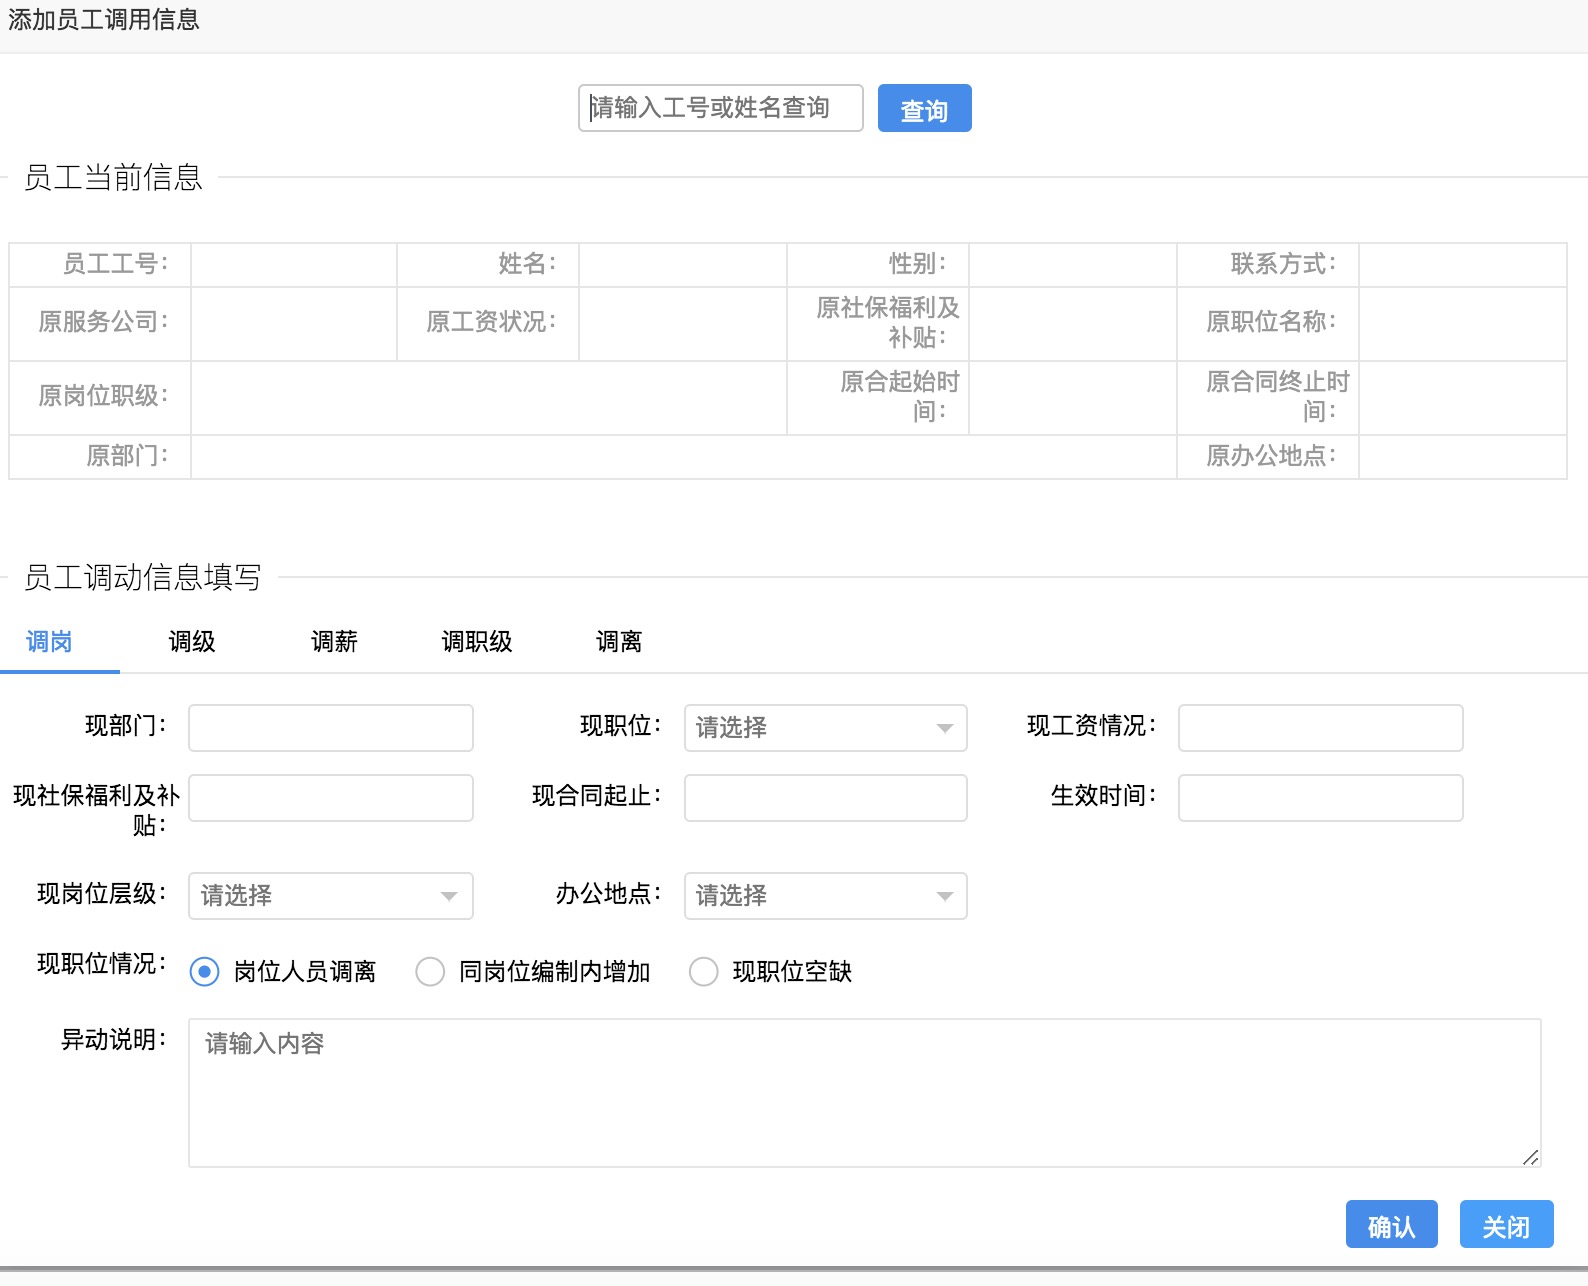 添加员工调用信息
请输入工号或姓名查询 查询
员工当前信息
员工工号： 姓名： 性别： 联系方式：
原服务公司： 原工资状况： 原社保福利及补贴： 原职位名称：
原岗位职级： 原合起始时间： 原合同终止时间：
原部门： 原办公地点：
员工调动信息填写
调岗 调级 调薪 调职级 调离
现部门： 现职位： 请选择 现工资情况：
现社保福利及补贴： 现合同起止： 生效时间：
现岗位层级： 请选择 办公地点： 请选择
现职位情况： 岗位人员调离 同岗位编制内增加 现职位空缺
异动说明： 请输入内容
确认 关闭